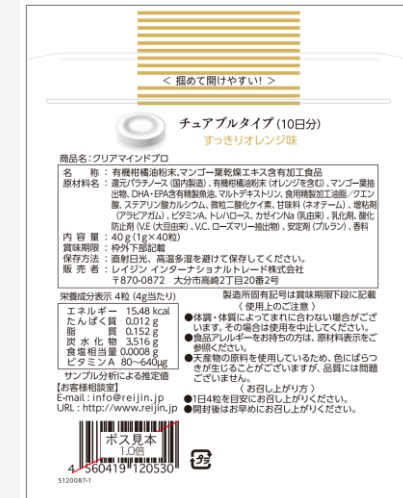 ＜ 掴めて開けやすい! ＞
チュアブルタイプ (10日分)
すっきりオレンジ味
商品名：クリアマインドプロ
名 称：有機柑橘油粉末、マンゴー葉乾燥エキス含有加工食品
原材料名：還元パラチノース (国内製造)、有機柑橘油粉末 (オレンジを含む)、マンゴー葉抽
出物、DHA・EPA含有精製魚油、マルトデキストリン、食用精製加工油脂／クエン
酸、ステアリン酸カルシウム、微粒二酸化ケイ素、甘味料 (ネオテーム)、増粘剤
(アラビアガム)、ビタミンA、トレハロース、カゼインNa (乳由来)、乳化剤、酸化
防止剤 (V.E (大豆由来)、V.C、ローズマリー抽出物)、安定剤 (プルラン)、香料
内 容 量：40g (1g×40粒)
賞味期限：枠外下部記載
保存方法：直射日光、高温多湿を避けて保存してください。
販 売 者：レイジン インターナショナルトレード株式会社
〒870-0872 大分市高崎2丁目20番2号
栄養成分表示 4粒 (4g当たり)
エネルギー 15.48 kcal
たんぱく質 0.012 g
脂 質 0.152 g
炭 水 化 物 3.516 g
食塩相当量 0.0008 g
ビタミンA 80〜640μg
サンプル分析による推定値
【お客様相談室】
E-mail : info@reijin.jp
URL : http://www.reijin.jp
製造所固有記号は賞味期限下段に記載
〈 使用上のご注意 〉
●体調・体質によってまれに合わない場合がござ
います。その場合は使用を中止してください。
●食品アレルギーをお持ちの方は、原材料表示をご
参照ください。
●天産物の原料を使用しているため、色にばらつ
きが生じることがございますが、品質には問題
ございません。
〈 お召し上がり方 〉
●1日4粒を目安にお召し上がりください。
●開封後はお早めにお召し上がりください。
ポス見本
1.0倍
4 560419 120530
プラ
5120087-1